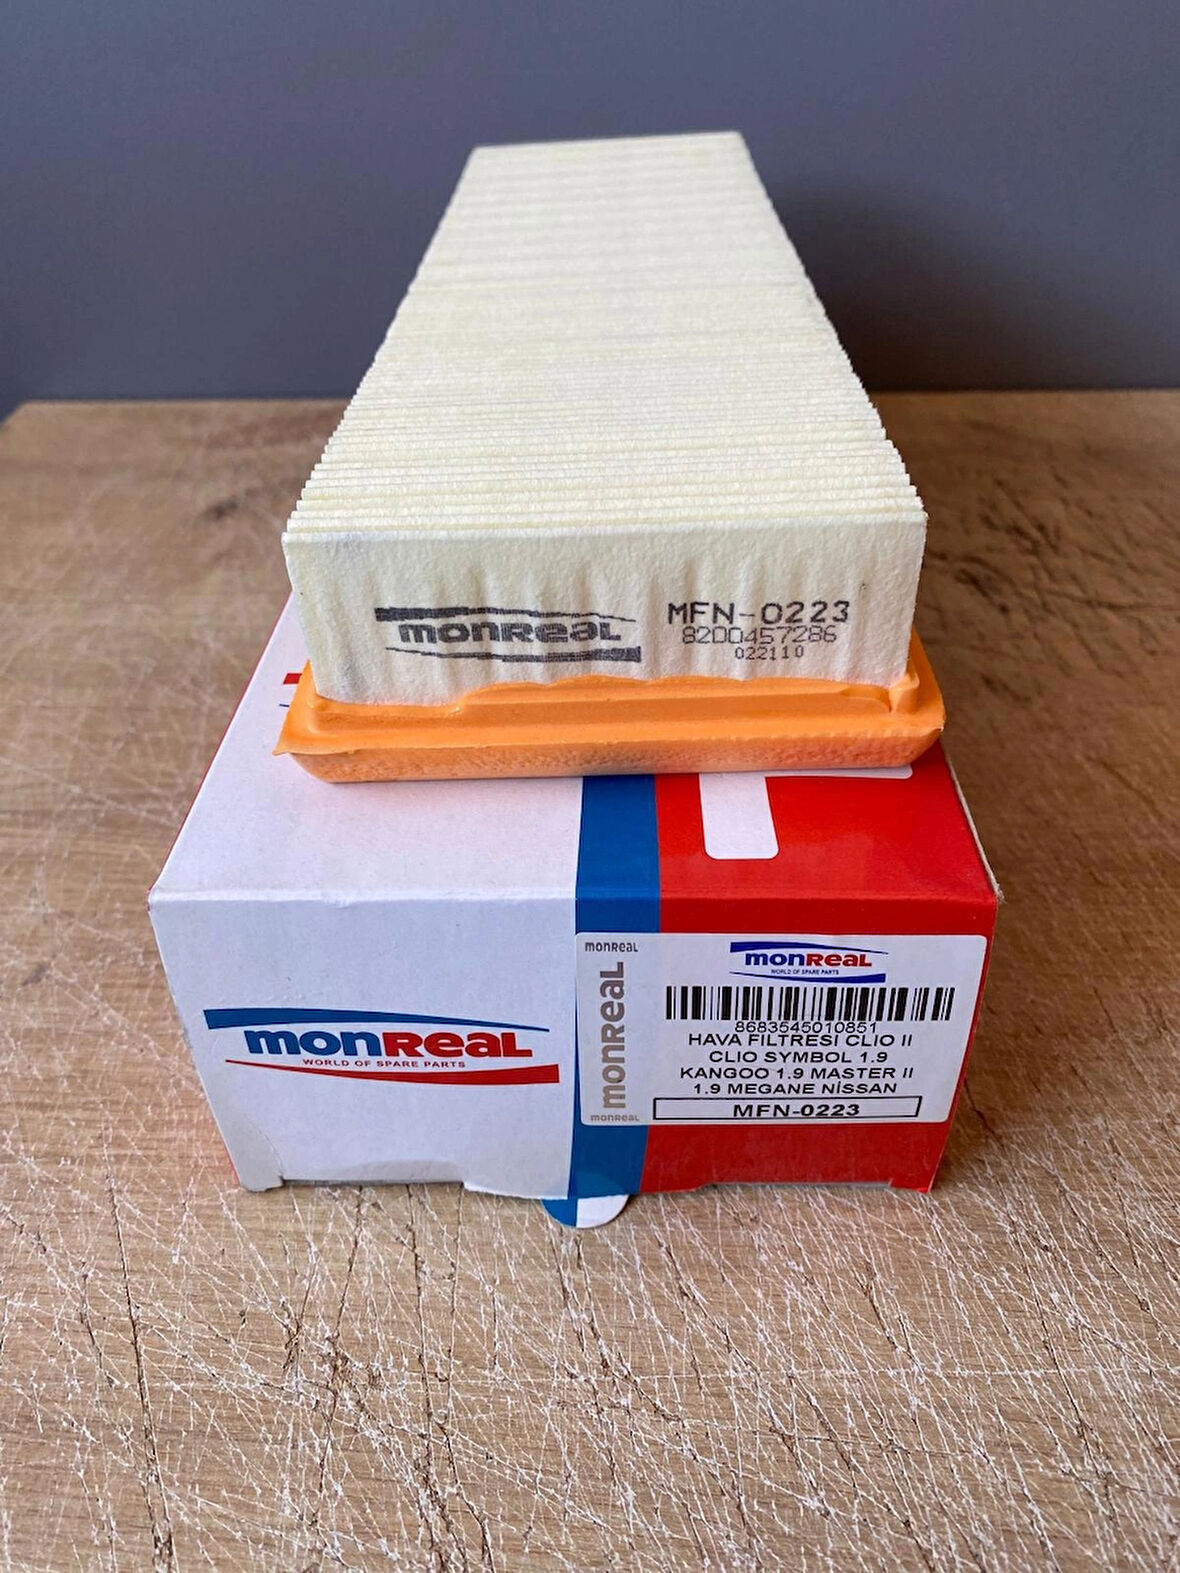 monReaL
MFN-0223
8200457286
022110
monReaL
WORLD OF SPARE PARTS
monReaL
monReaL
monReaL
monReaL
WORLD OF SPARE PARTS
8683545010851
HAVA FILTRESI CLIO II
CLIO SYMBOL 1.9
KANGOO 1.9 MASTER II
1.9 MEGANE NİSSAN
MFN-0223